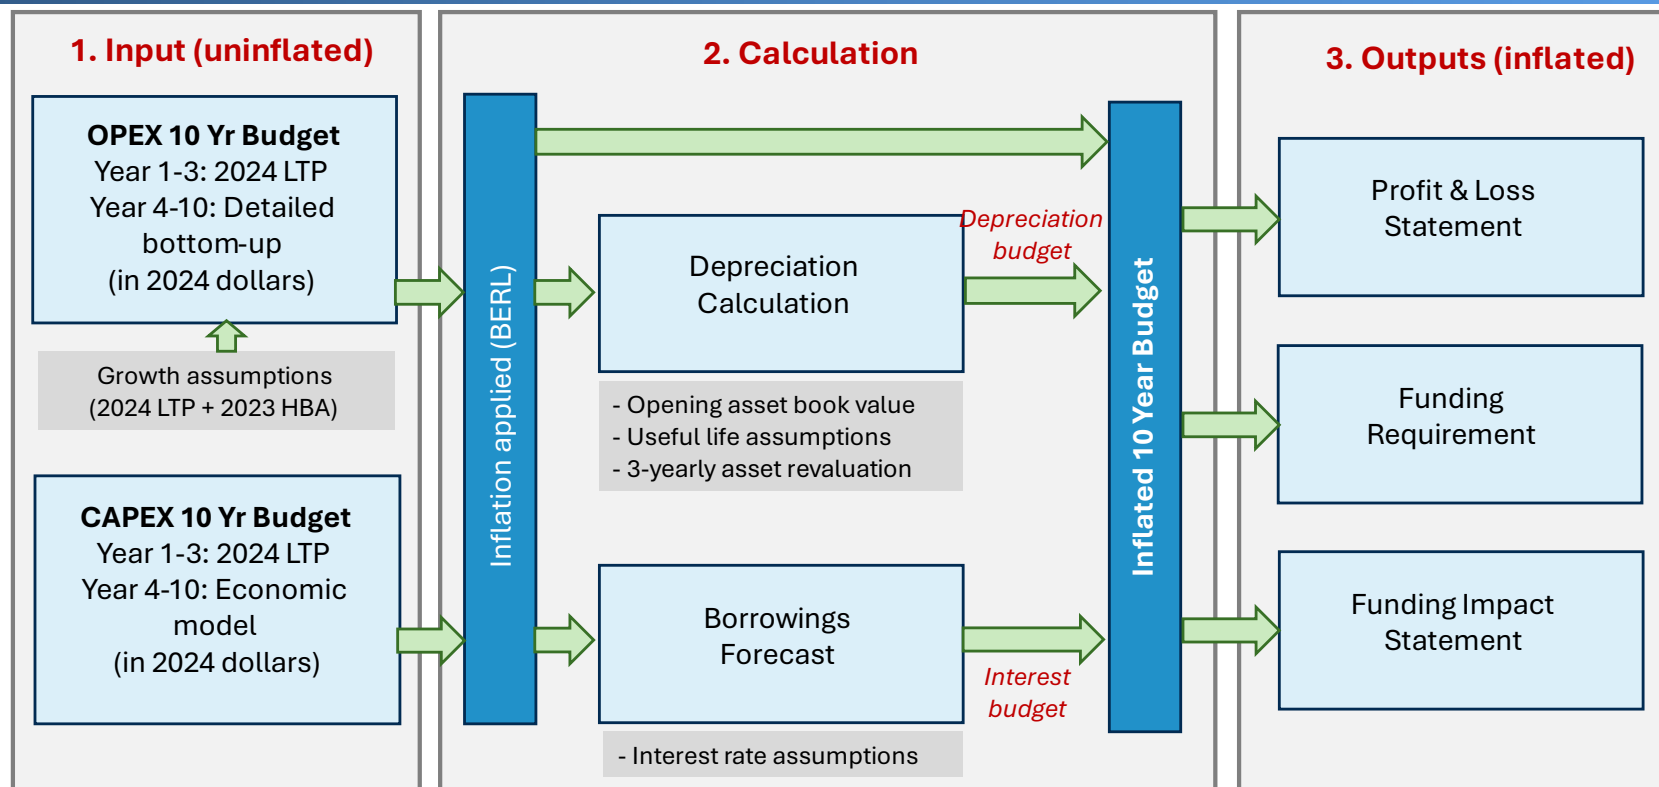 1. Input (uninflated)
OPEX 10 Yr Budget
Year 1-3: 2024 LTP
Year 4-10: Detailed
bottom-up
(in 2024 dollars)
Growth assumptions
(2024 LTP + 2023 HBA)
CAPEX 10 Yr Budget
Year 1-3: 2024 LTP
Year 4-10: Economic
model
(in 2024 dollars)
2. Calculation
Inflation applied (BERL)
Depreciation
Calculation
- Opening asset book value
- Useful life assumptions
- 3-yearly asset revaluation
Depreciation
budget
Borrowings
Forecast
- Interest rate assumptions
Interest
budget
Inflated 10 Year Budget
3. Outputs (inflated)
Profit & Loss
Statement
Funding
Requirement
Funding Impact
Statement